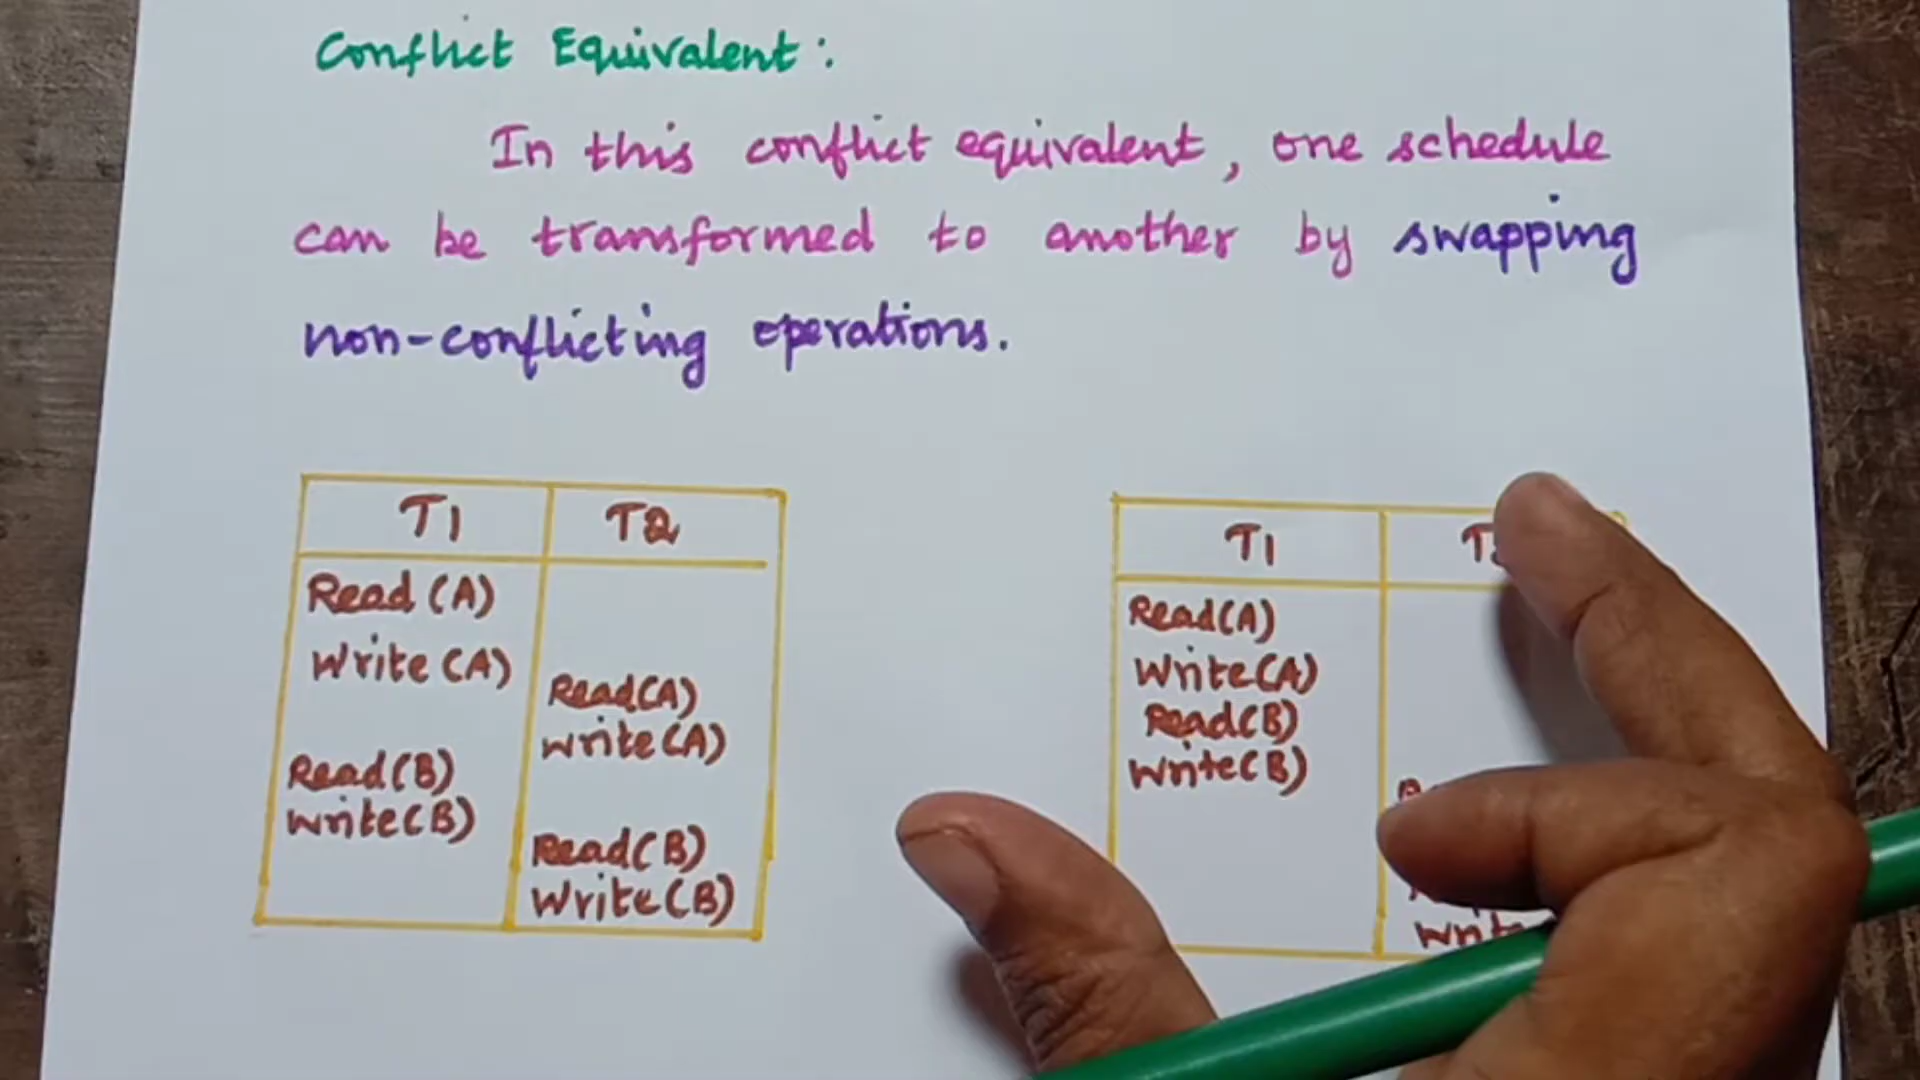 Conflict Equivalent:
In this conflict equivalent, one schedule
can be transformed to another by swapping
non-conflicting operations.
T1 T2
Read(A)
Write(A)
Read(A)
Write(A)
Read(B)
Write(B)
Read(B)
Write(B)
T1
Read(A)
Write(A)
Read(B)
Write(B)